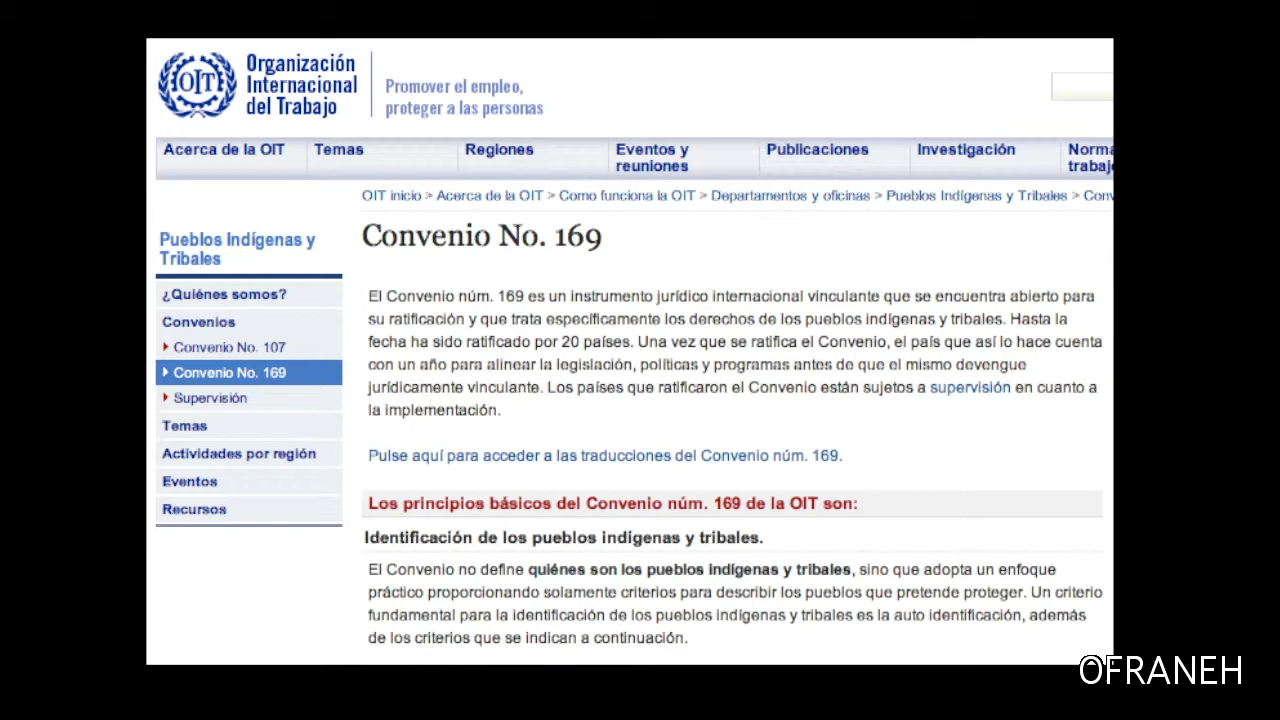 OIT
Organización
Internacional
del Trabajo
Promover el empleo,
proteger a las personas
Acerca de la OIT
Temas
Regiones
Eventos y
reuniones
Publicaciones
Investigación
Norma
trabaj
OIT inicio > Acerca de la OIT > Como funciona la OIT > Departamentos y oficinas > Pueblos Indígenas y Tribales > Conv
Pueblos Indígenas y
Tribales
¿Quiénes somos?
Convenios
Convenio No. 107
Convenio No. 169
Supervisión
Temas
Actividades por región
Eventos
Recursos
Convenio No. 169
El Convenio núm. 169 es un instrumento jurídico internacional vinculante que se encuentra abierto para
su ratificación y que trata específicamente los derechos de los pueblos indígenas y tribales. Hasta la
fecha ha sido ratificado por 20 países. Una vez que se ratifica el Convenio, el país que así lo hace cuenta
con un año para alinear la legislación, políticas y programas antes de que el mismo devengue
jurídicamente vinculante. Los países que ratificaron el Convenio están sujetos a supervisión en cuanto a
la implementación.
Pulse aquí para acceder a las traducciones del Convenio núm. 169.
Los principios básicos del Convenio núm. 169 de la OIT son:
Identificación de los pueblos indígenas y tribales.
El Convenio no define quiénes son los pueblos indígenas y tribales, sino que adopta un enfoque
práctico proporcionando solamente criterios para describir los pueblos que pretende proteger. Un criterio
fundamental para la identificación de los pueblos indígenas y tribales es la auto identificación, además
de los criterios que se indican a continuación.
OFRANEH